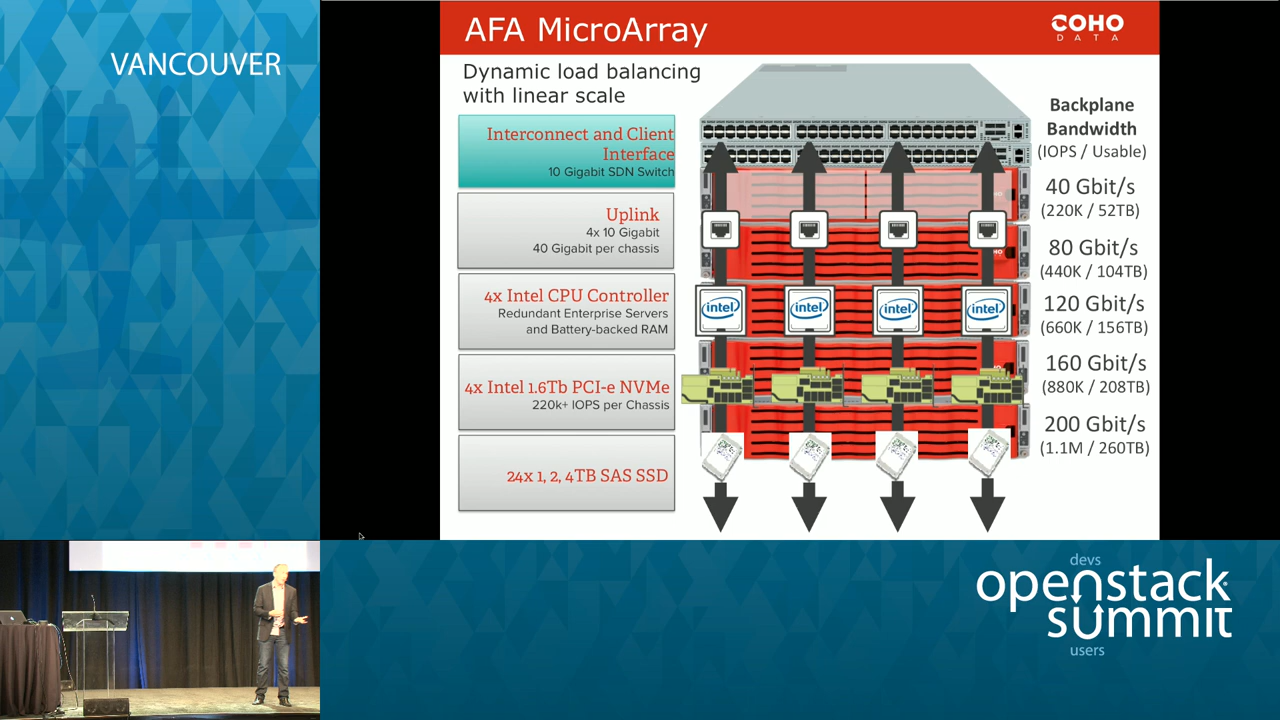 VANCOUVER
AFA MicroArray
COHO
DATA
Dynamic load balancing
with linear scale
Interconnect and Client
Interface
10 Gigabit SDN Switch
Uplink
4x 10 Gigabit
40 Gigabit per chassis
4x Intel CPU Controller
Redundant Enterprise Servers
and Battery-backed RAM
4x Intel 1.6Tb PCI-e NVMe
220k+ IOPS per Chassis
24x 1, 2, 4TB SAS SSD
intel
intel
intel
intel
Backplane
Bandwidth
(IOPS / Usable)
40 Gbit/s
(220K / 52TB)
80 Gbit/s
(440K / 104TB)
120 Gbit/s
(660K / 156TB)
160 Gbit/s
(880K / 208TB)
200 Gbit/s
(1.1M / 260TB)
devs
openstack
summit
users